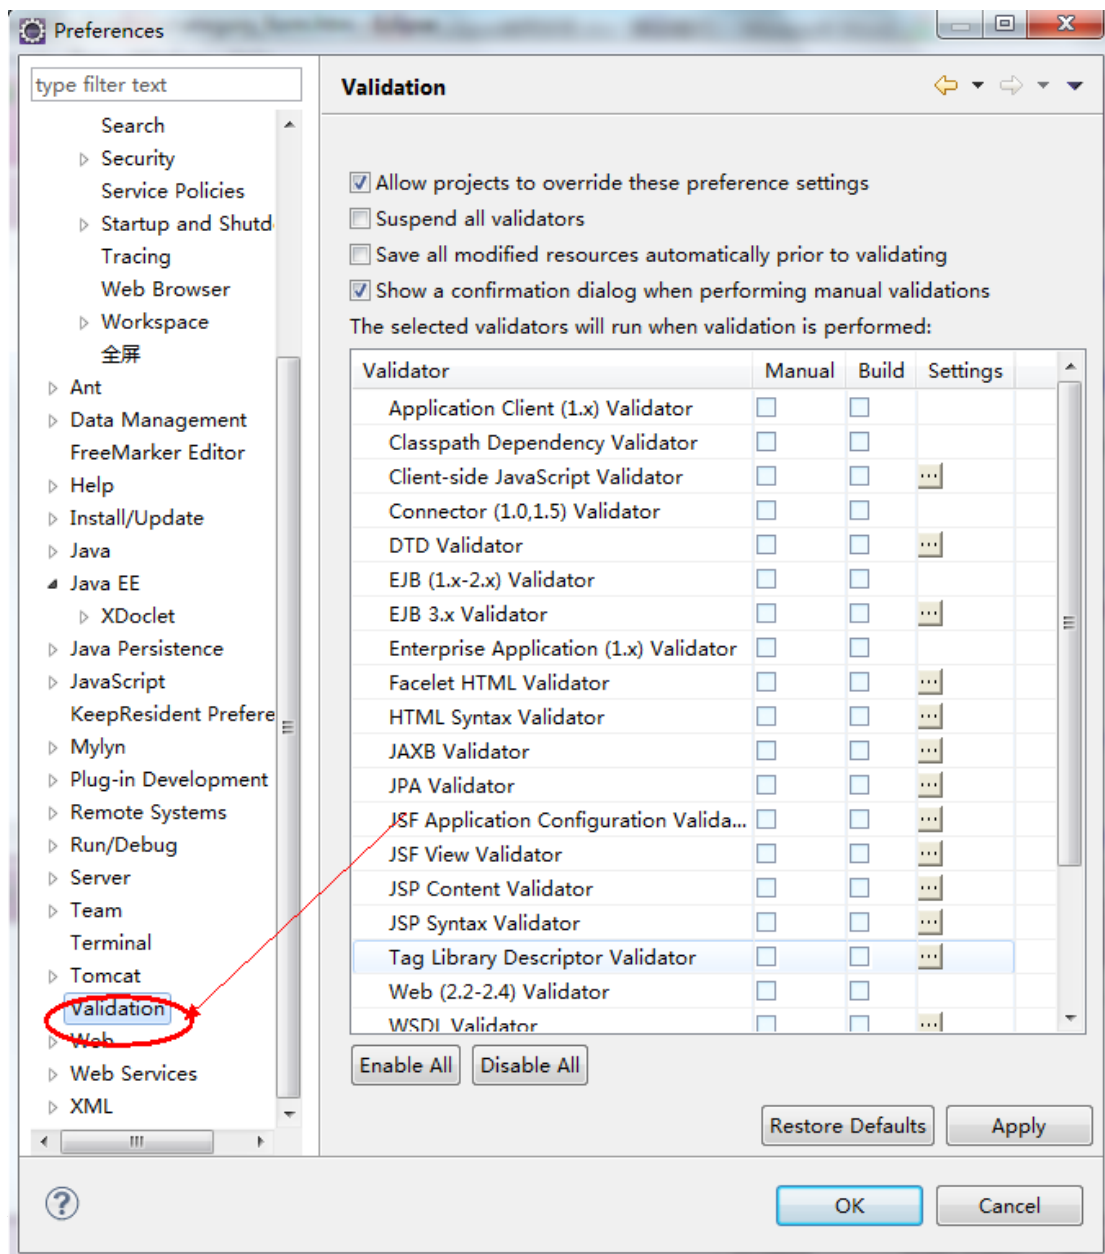 Preferences
type filter text
Search
Security
Service Policies
Startup and Shutd
Tracing
Web Browser
Workspace
全屏
Ant
Data Management
FreeMarker Editor
Help
Install/Update
Java
Java EE
XDoclet
Java Persistence
JavaScript
KeepResident Prefere
Mylyn
Plug-in Development
Remote Systems
Run/Debug
Server
Team
Terminal
Tomcat
Validation
Web
Web Services
XML
Validation
Allow projects to override these preference settings
Suspend all validators
Save all modified resources automatically prior to validating
Show a confirmation dialog when performing manual validations
The selected validators will run when validation is performed:
Validator Manual Build Settings
Application Client (1.x) Validator
Classpath Dependency Validator
Client-side JavaScript Validator ...
Connector (1.0,1.5) Validator
DTD Validator ...
EJB (1.x-2.x) Validator
EJB 3.x Validator ...
Enterprise Application (1.x) Validator
Facelet HTML Validator ...
HTML Syntax Validator ...
JAXB Validator ...
JPA Validator ...
JSF Application Configuration Valida... ...
JSF View Validator ...
JSP Content Validator ...
JSP Syntax Validator ...
Tag Library Descriptor Validator ...
Web (2.2-2.4) Validator
WSDL Validator ...
Enable All Disable All
Restore Defaults Apply
? OK Cancel